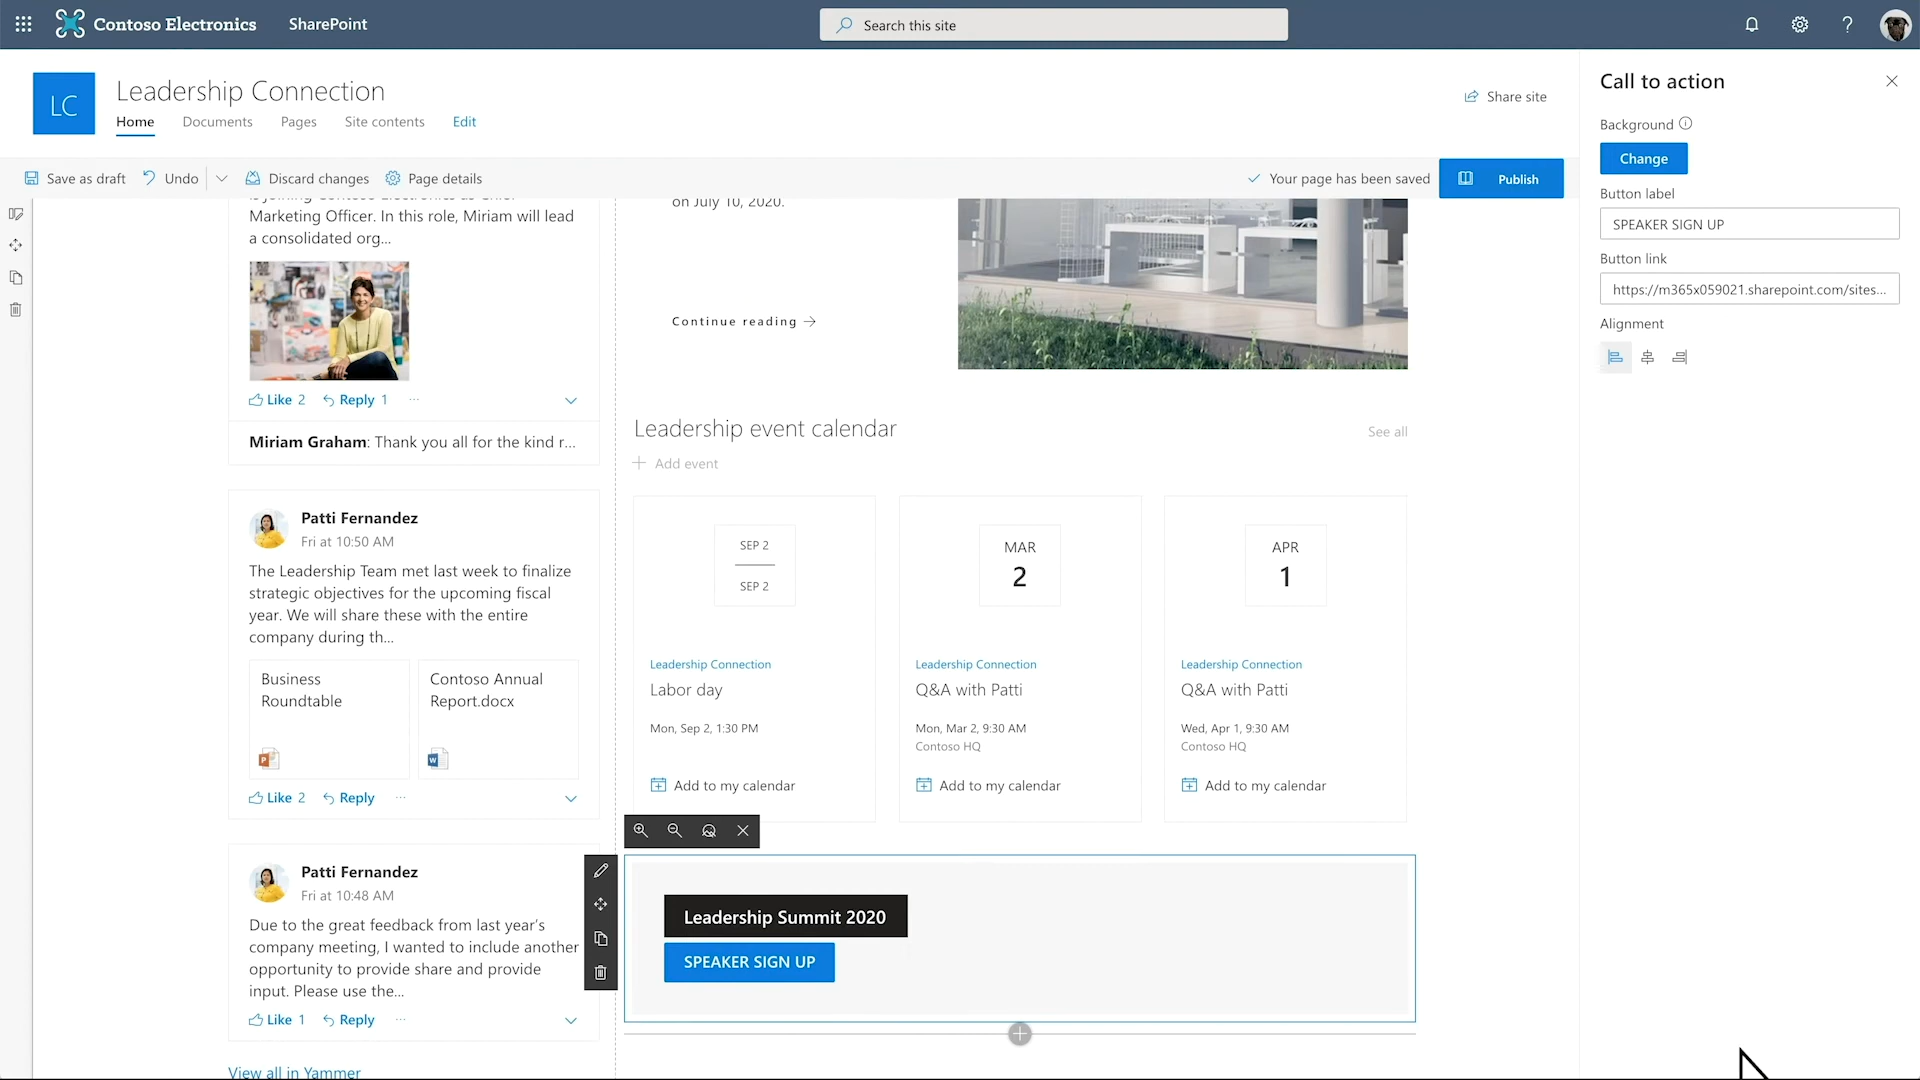 Contoso Electronics
SharePoint
Search this site
?
LC
Leadership Connection
Home
Documents
Pages
Site contents
Edit
Share site
Save as draft
Undo
Discard changes
Page details
Your page has been saved
Publish
Marketing Officer. In this role, Miriam will lead
a consolidated org...
Like 2
Reply 1
...
Miriam Graham: Thank you all for the kind r...
Patti Fernandez
Fri at 10:50 AM
The Leadership Team met last week to finalize
strategic objectives for the upcoming fiscal
year. We will share these with the entire
company during th...
Business
Roundtable
P
Contoso Annual
Report.docx
W
Like 2
Reply
...
Patti Fernandez
Fri at 10:48 AM
Due to the great feedback from last year's
company meeting, I wanted to include another
opportunity to provide share and provide
input. Please use the...
Like 1
Reply
...
View all in Yammer
on July 10, 2020.
Continue reading →
Leadership event calendar
See all
+ Add event
SEP 2
SEP 2
Leadership Connection
Labor day
Mon, Sep 2, 1:30 PM
Add to my calendar
MAR
2
Leadership Connection
Q&A with Patti
Mon, Mar 2, 9:30 AM
Contoso HQ
Add to my calendar
APR
1
Leadership Connection
Q&A with Patti
Wed, Apr 1, 9:30 AM
Contoso HQ
Add to my calendar
Leadership Summit 2020
SPEAKER SIGN UP
Call to action
Background
Change
Button label
SPEAKER SIGN UP
Button link
https://m365x059021.sharepoint.com/sites...
Alignment